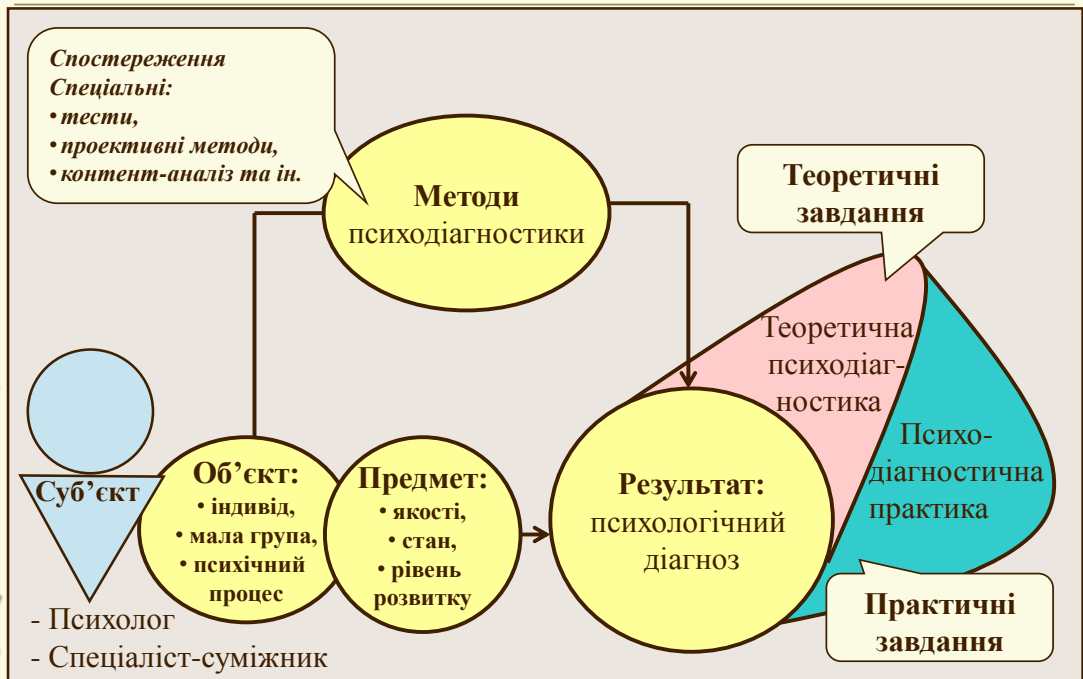 Спостереження
Спеціальні:
• тести,
• проективні методи,
• контент-аналіз та ін.
Методи
психодіагностики
Теоретичні
завдання
Теоретична
психодіаг-
ностика
Психо-
діагностична
практика
Суб’єкт
Об’єкт:
• індивід,
• мала група,
• психічний
процес
Предмет:
• якості,
• стан,
• рівень
розвитку
Результат:
психологічний
діагноз
Практичні
завдання
- Психолог
- Спеціаліст-суміжник